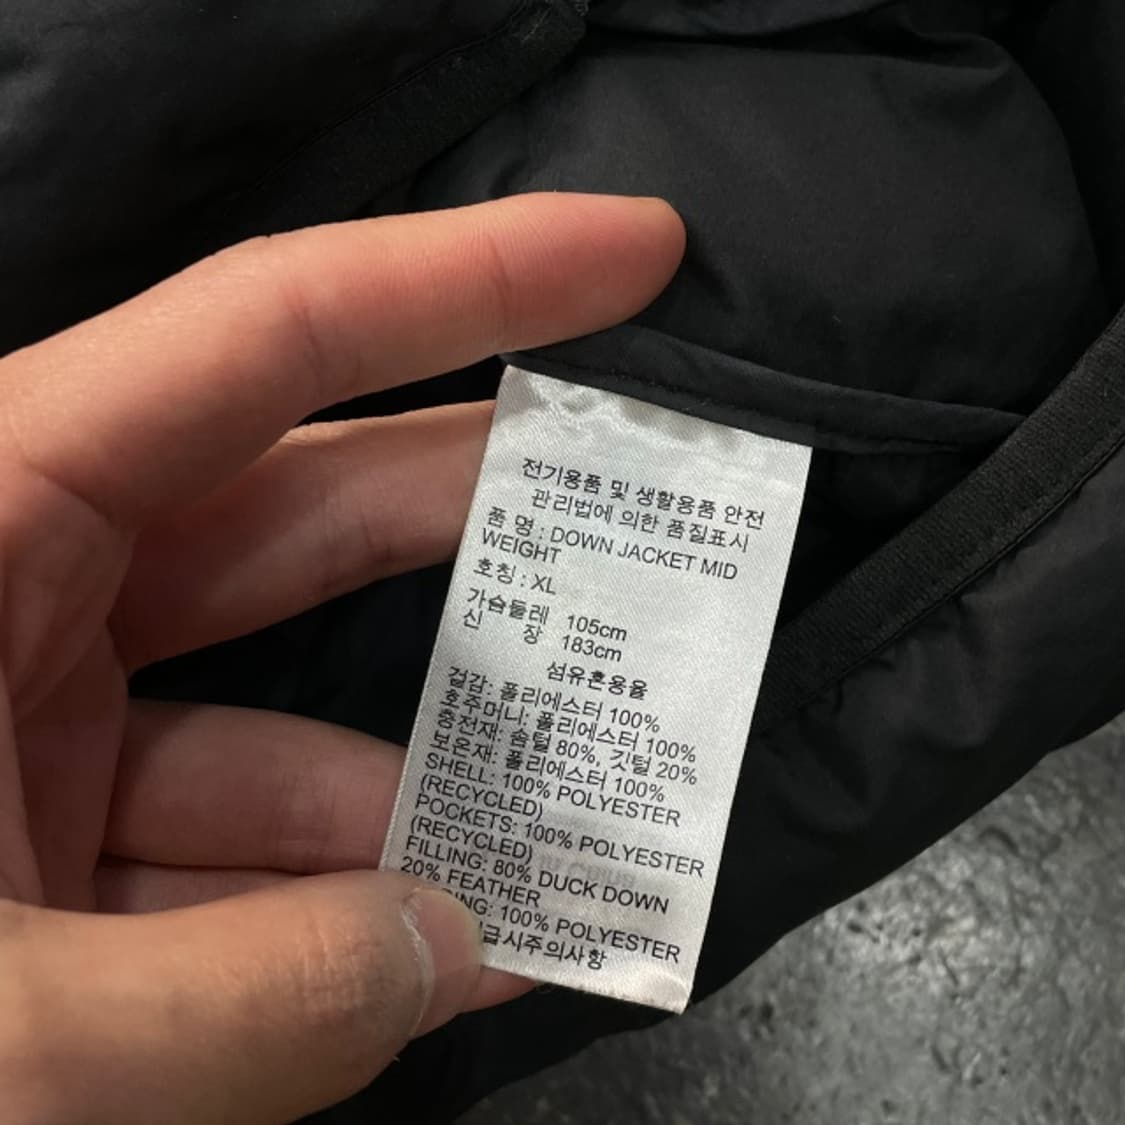 전기용품 및 생활용품 안전
관리법에 의한 품질표시
품 명 : DOWN JACKET MID
WEIGHT
호칭 : XL
가슴둘레 105cm
신 장 183cm
섬유혼용율
겉감: 폴리에스터 100%
호주머니: 폴리에스터 100%
충전재: 솜털 80%, 깃털 20%
보온재: 폴리에스터 100%
SHELL: 100% POLYESTER
(RECYCLED)
POCKETS: 100% POLYESTER
(RECYCLED)
FILLING: 80% DUCK DOWN
20% FEATHER
100% POLYESTER